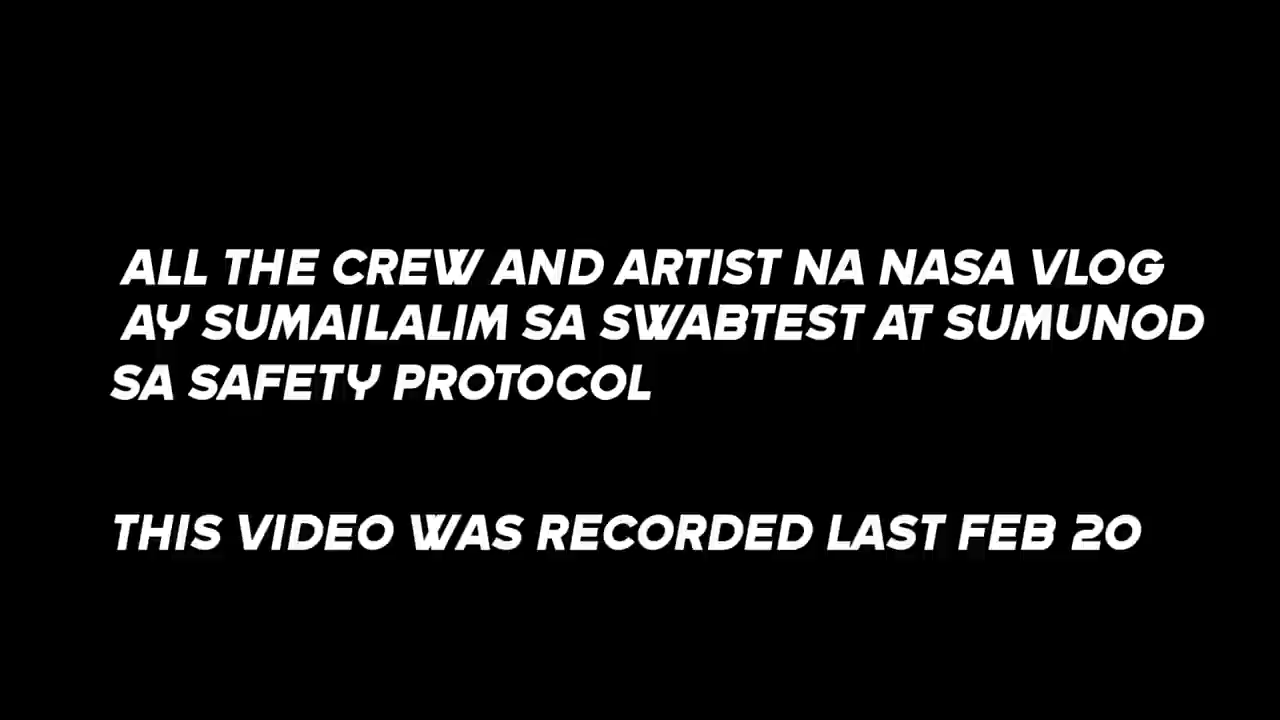 ALL THE CREW AND ARTIST NA NASA VLOG
AY SUMAILALIM SA SWABTEST AT SUMUNOD
SA SAFETY PROTOCOL
THIS VIDEO WAS RECORDED LAST FEB 20